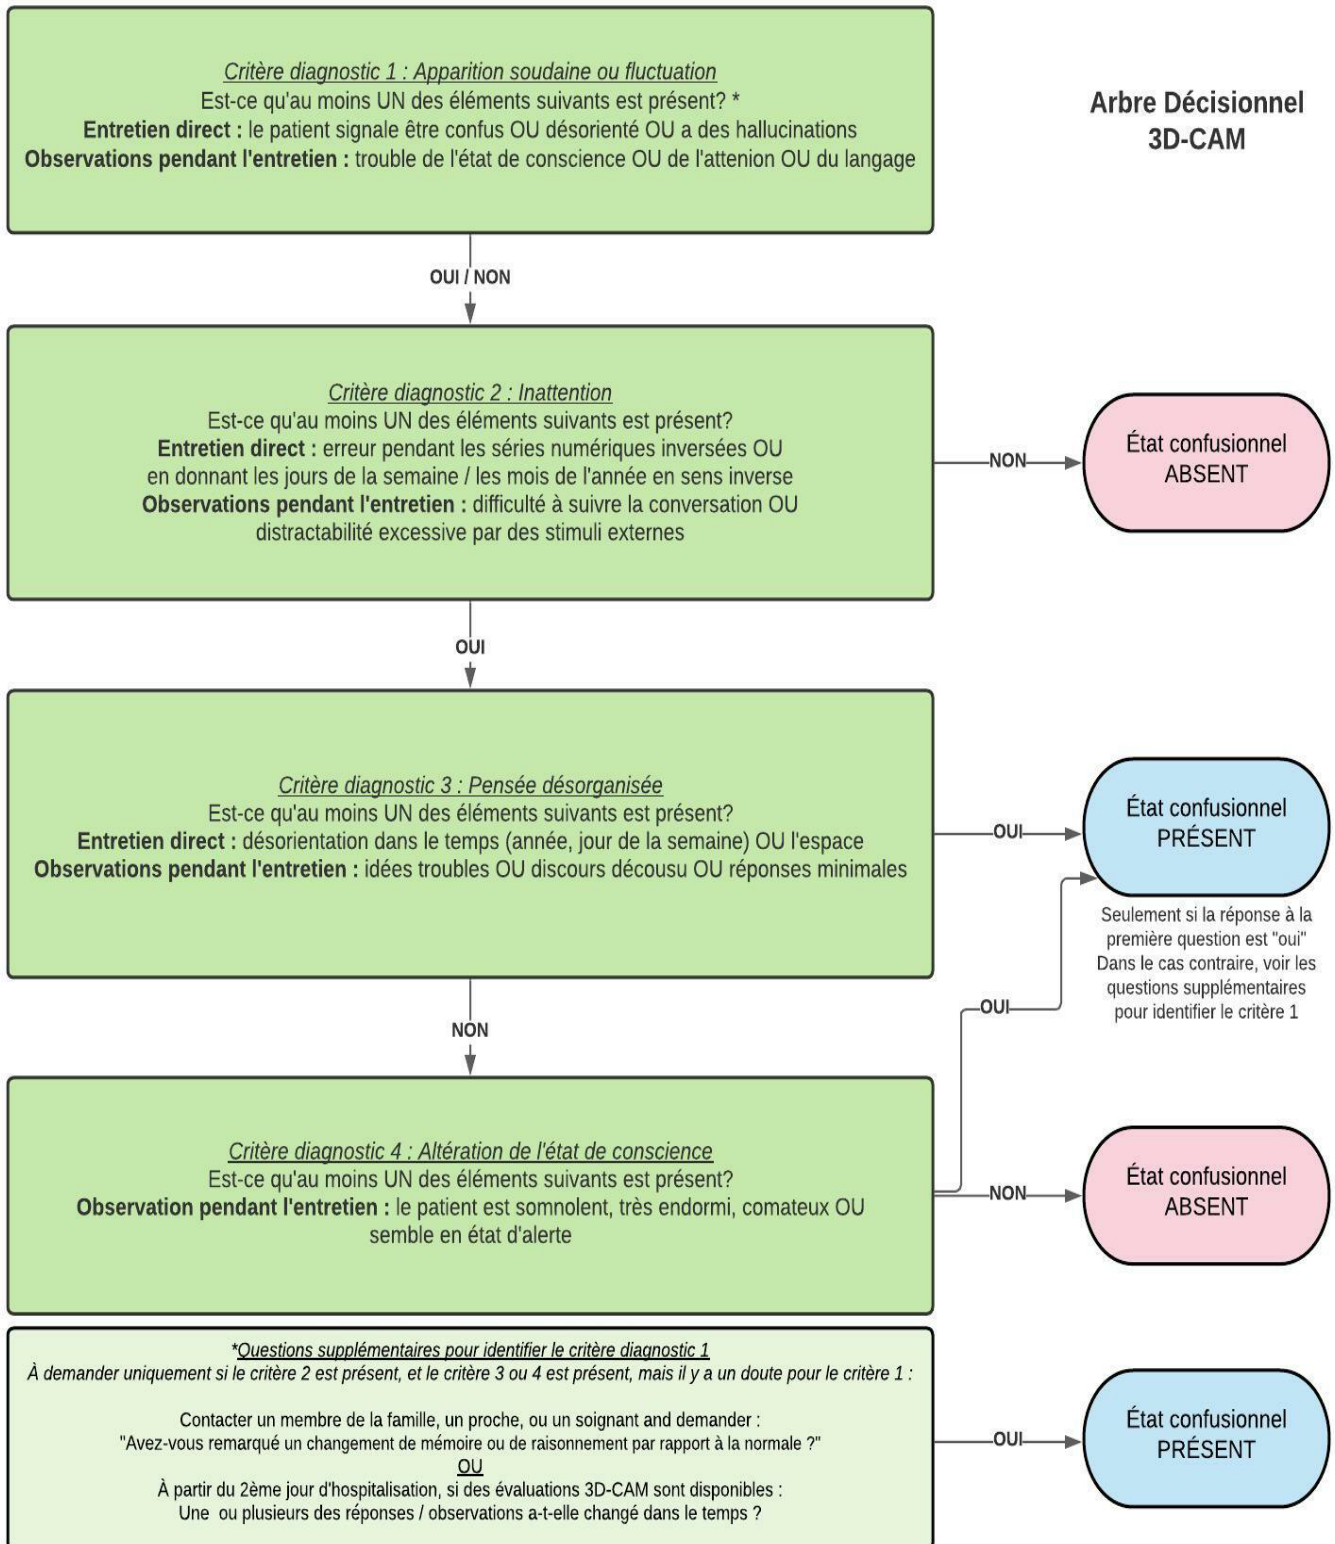 Arbre Décisionnel
3D-CAM
Critère diagnostic 1 : Apparition soudaine ou fluctuation
Est-ce qu'au moins UN des éléments suivants est présent? *
Entretien direct : le patient signale être confus OU désorienté OU a des hallucinations
Observations pendant l'entretien : trouble de l'état de conscience OU de l'attenion OU du langage
OUI / NON
Critère diagnostic 2 : Inattention
Est-ce qu'au moins UN des éléments suivants est présent?
Entretien direct : erreur pendant les séries numériques inversées OU
en donnant les jours de la semaine / les mois de l'année en sens inverse
Observations pendant l'entretien : difficulté à suivre la conversation OU
distractabilité excessive par des stimuli externes
NON
État confusionnel
ABSENT
OUI
Critère diagnostic 3 : Pensée désorganisée
Est-ce qu'au moins UN des éléments suivants est présent?
Entretien direct : désorientation dans le temps (année, jour de la semaine) OU l'espace
Observations pendant l'entretien : idées troubles OU discours décousu OU réponses minimales
OUI
État confusionnel
PRÉSENT
Seulement si la réponse à la
première question est "oui"
Dans le cas contraire, voir les
questions supplémentaires
pour identifier le critère 1
OUI
NON
Critère diagnostic 4 : Altération de l'état de conscience
Est-ce qu'au moins UN des éléments suivants est présent?
Observation pendant l'entretien : le patient est somnolent, très endormi, comateux OU
semble en état d'alerte
NON
État confusionnel
ABSENT
*Questions supplémentaires pour identifier le critère diagnostic 1
À demander uniquement si le critère 2 est présent, et le critère 3 ou 4 est présent, mais il y a un doute pour le critère 1 :
Contacter un membre de la famille, un proche, ou un soignant and demander :
"Avez-vous remarqué un changement de mémoire ou de raisonnement par rapport à la normale ?"
OU
À partir du 2ème jour d'hospitalisation, si des évaluations 3D-CAM sont disponibles :
Une ou plusieurs des réponses / observations a-t-elle changé dans le temps ?
OUI
État confusionnel
PRÉSENT